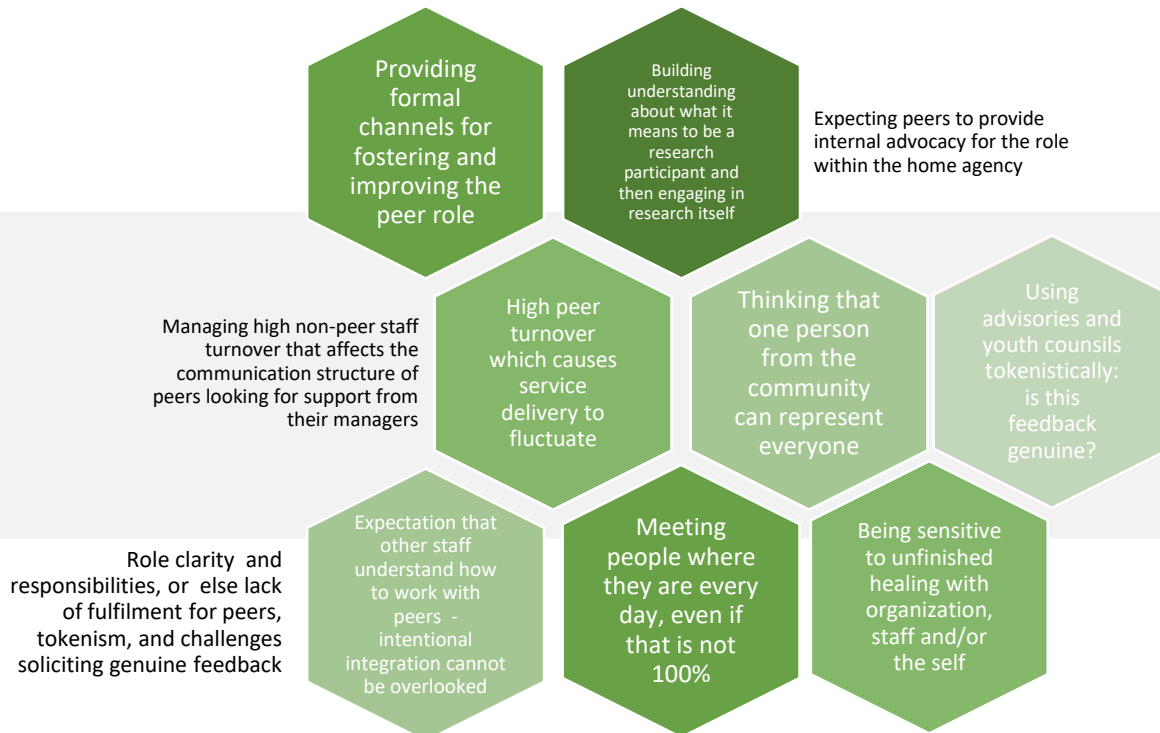 Providing
formal
channels for
fostering and
improving the
peer role
Building
understanding
about what it
means to be a
research
participant and
then engaging in
research itself
Expecting peers to provide
internal advocacy for the role
within the home agency
Managing high non-peer staff
turnover that affects the
communication structure of
peers looking for support from
their managers
High peer
turnover
which causes
service
delivery to
fluctuate
Thinking that
one person
from the
community
can represent
everyone
Using
advisories and
youth counsils
tokenistically:
is this
feedback
genuine?
Role clarity and
responsibilities, or else lack
of fulfilment for peers,
tokenism, and challenges
soliciting genuine feedback
Expectation that
other staff
understand how
to work with
peers -
intentional
integration cannot
be overlooked
Meeting
people where
they are every
day, even if
that is not
100%
Being sensitive
to unfinished
healing with
organization,
staff and/or
the self